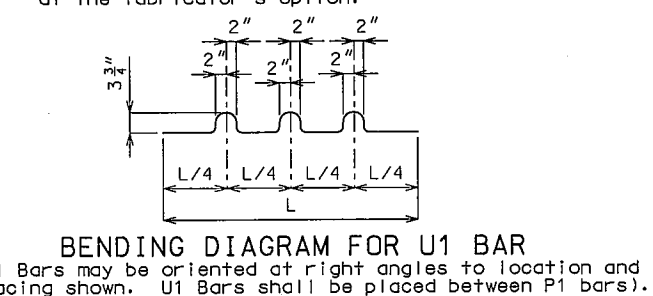 at the fabricator's option.
2" 2" 2"
2" 2" 2"
3 3/4
L/4 L/4 L/4 L/4
L
BENDING DIAGRAM FOR U1 BAR
Bars may be oriented at right angles to location and
acing shown. U1 Bars shall be placed between P1 bars).